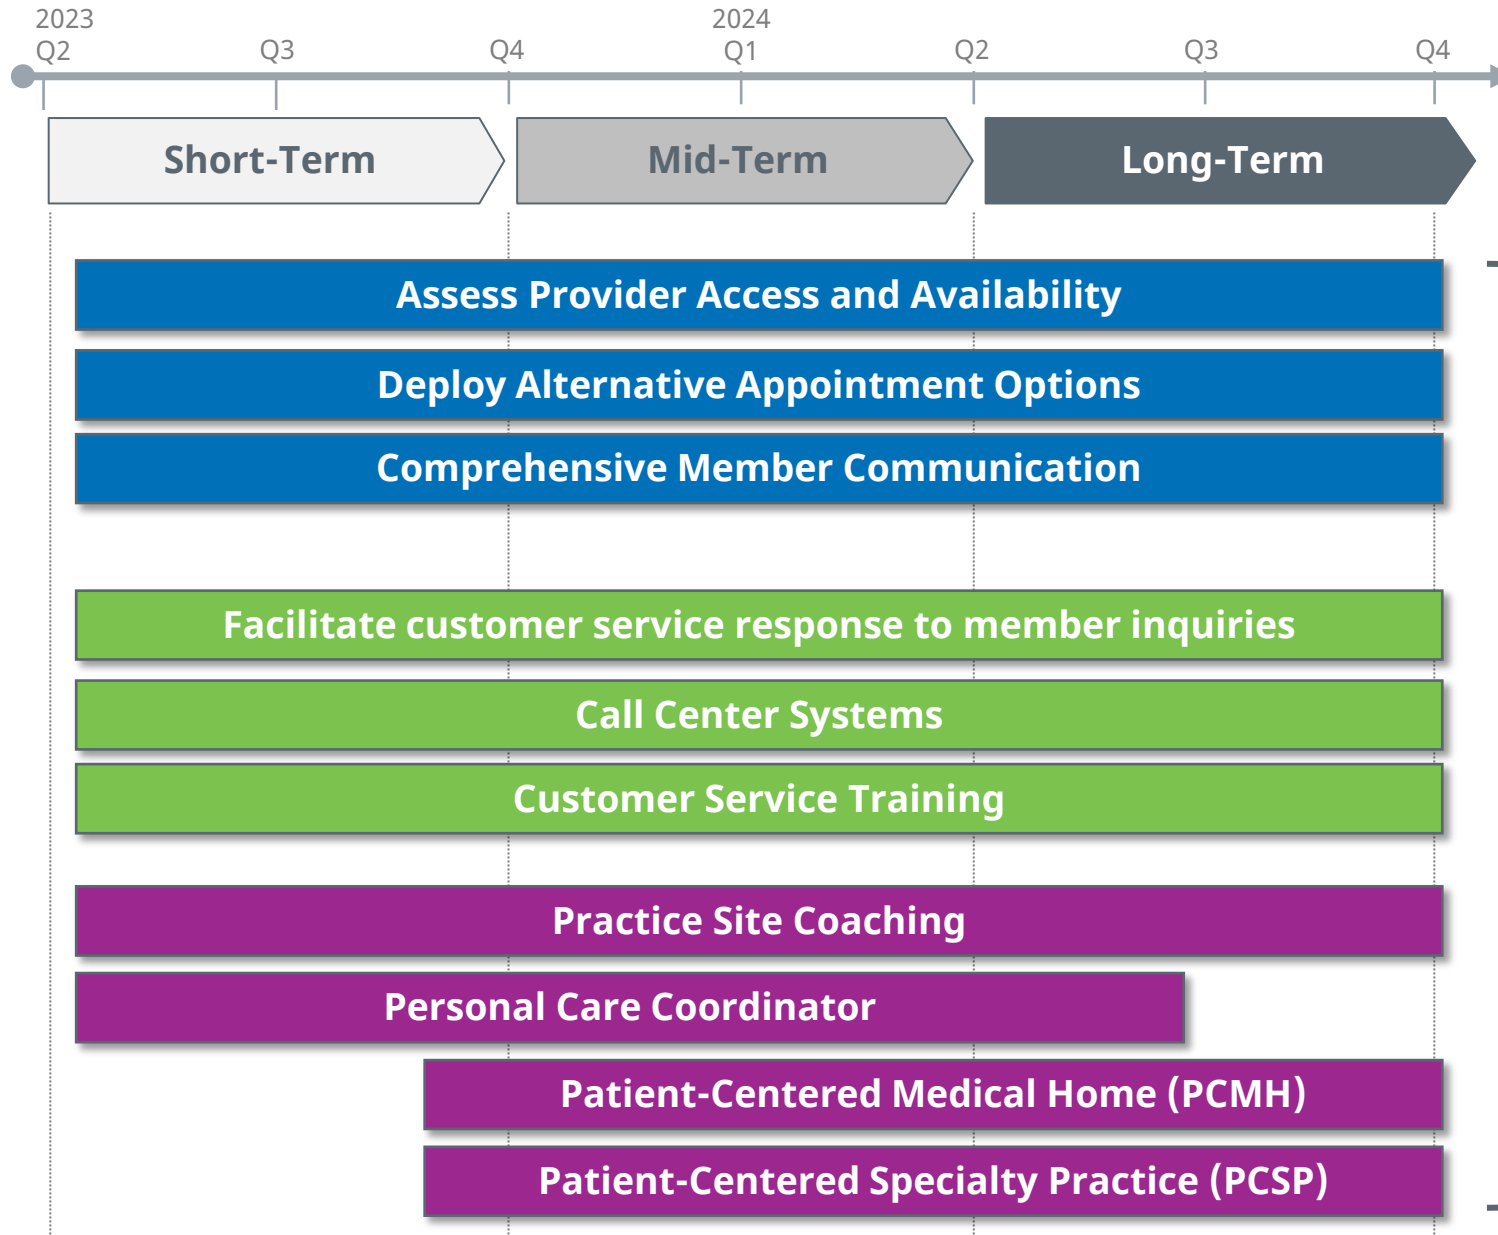 2023 2024
Q2 Q3 Q4 Q1 Q2 Q3 Q4
Short-Term Mid-Term Long-Term
Assess Provider Access and Availability
Deploy Alternative Appointment Options
Comprehensive Member Communication
Facilitate customer service response to member inquiries
Call Center Systems
Customer Service Training
Practice Site Coaching
Personal Care Coordinator
Patient-Centered Medical Home (PCMH)
Patient-Centered Specialty Practice (PCSP)